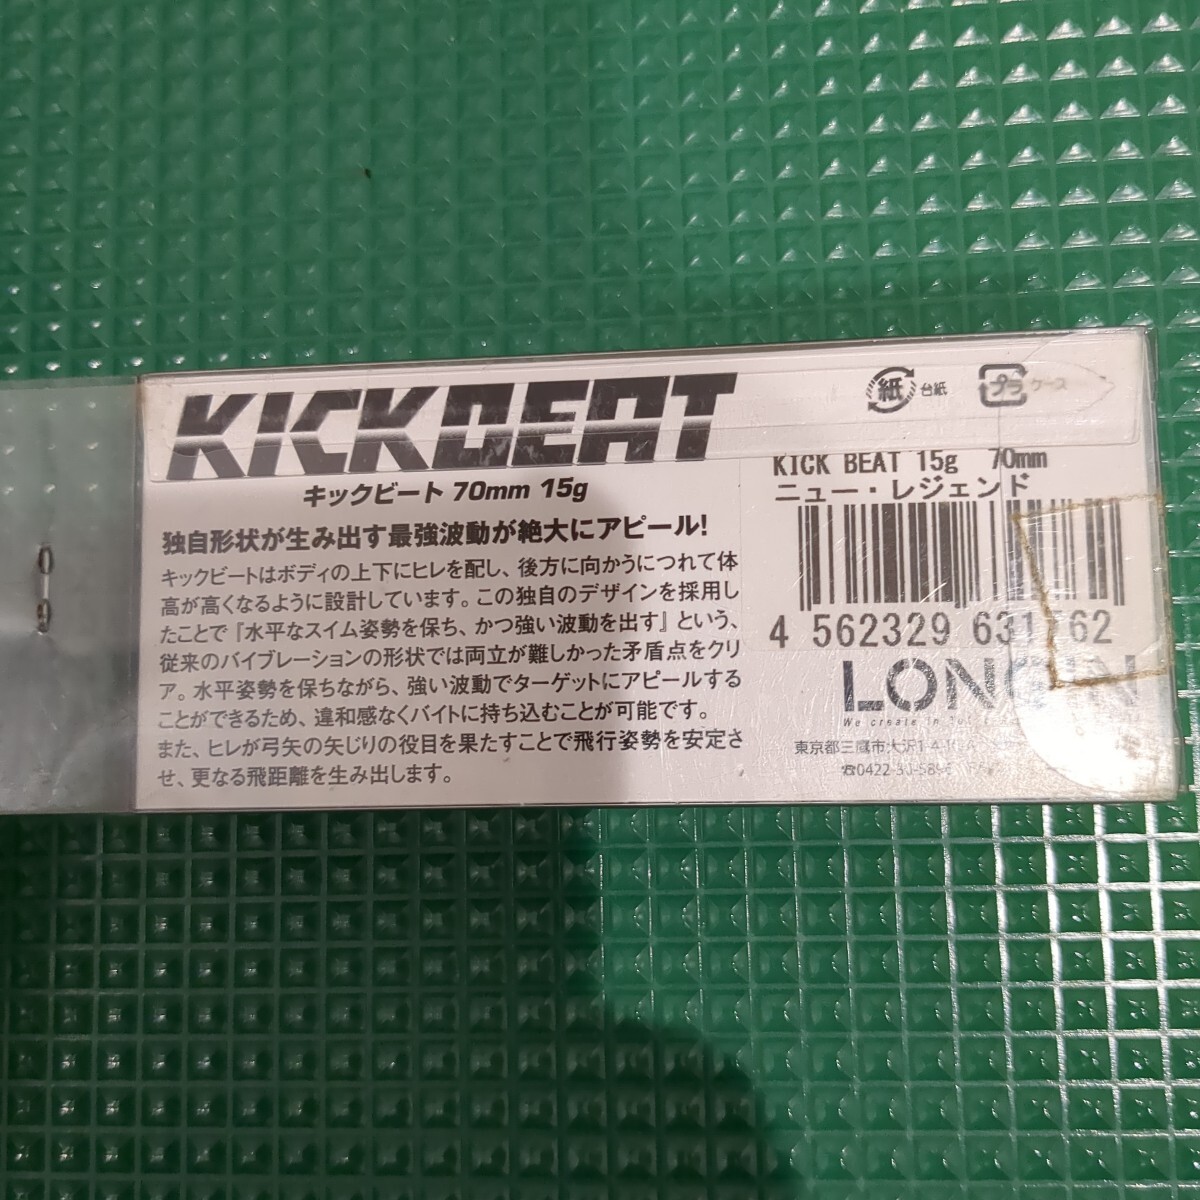 KICKBEAT
キックビート 70mm 15g
独自形状が生み出す最強波動が絶大にアピール!
キックビートはボディの上下にヒレを配し、後方に向かうにつれて体
高が高くなるように設計しています。この独自のデザインを採用し
たことで『水平なスイム姿勢を保ち、かつ強い波動を出す』という、
従来のバイブレーションの形状では両立が難しかった矛盾点をクリ
ア。水平姿勢を保ちながら、強い波動でターゲットにアピールする
ことができるため、違和感なくバイトに持ち込むことが可能です。
また、ヒレが弓矢の矢じりの役目を果たすことで飛行姿勢を安定さ
せ、更なる飛距離を生み出します。
紙 台紙
プラ ケース
KICK BEAT 15g 70mm
ニュー・レジェンド
4 562329
LONGIN
We create in
東京都三鷹市大沢